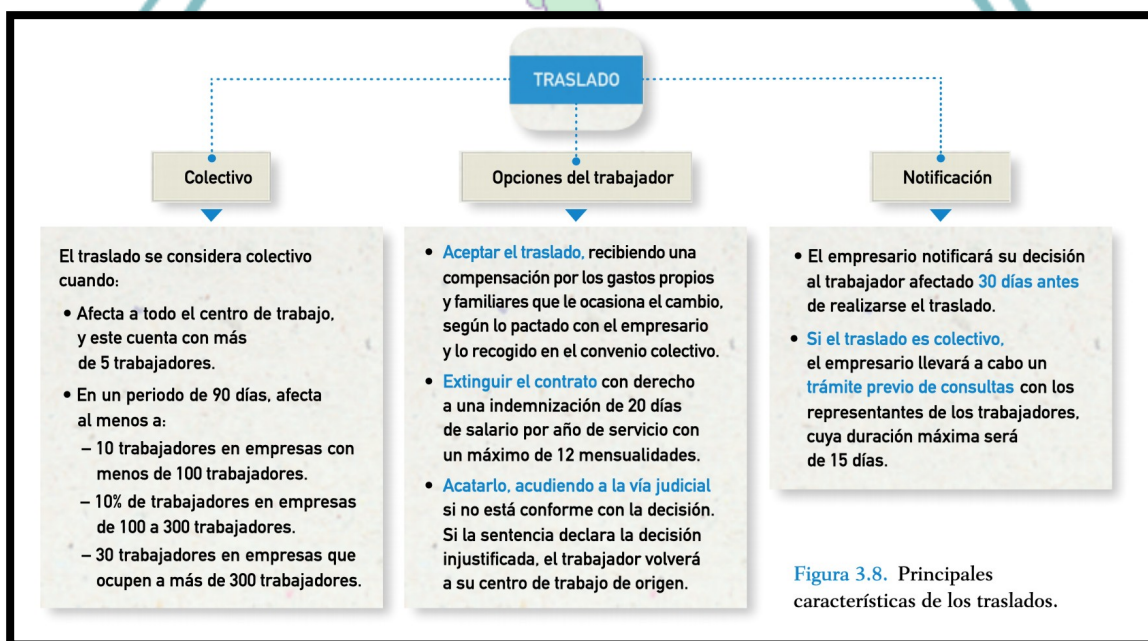 TRASLADO
Colectivo
El traslado se considera colectivo
cuando:
• Afecta a todo el centro de trabajo,
y este cuenta con más
de 5 trabajadores.
• En un periodo de 90 días, afecta
al menos a:
– 10 trabajadores en empresas con
menos de 100 trabajadores.
– 10% de trabajadores en empresas
de 100 a 300 trabajadores.
– 30 trabajadores en empresas que
ocupen a más de 300 trabajadores.
Opciones del trabajador
• Aceptar el traslado, recibiendo una
compensación por los gastos propios
y familiares que le ocasiona el cambio,
según lo pactado con el empresario
y lo recogido en el convenio colectivo.
• Extinguir el contrato con derecho
a una indemnización de 20 días
de salario por año de servicio con
un máximo de 12 mensualidades.
• Acatarlo, acudiendo a la vía judicial
si no está conforme con la decisión.
Si la sentencia declara la decisión
injustificada, el trabajador volverá
a su centro de trabajo de origen.
Notificación
• El empresario notificará su decisión
al trabajador afectado 30 días antes
de realizarse el traslado.
• Si el traslado es colectivo,
el empresario llevará a cabo un
trámite previo de consultas con los
representantes de los trabajadores,
cuya duración máxima será
de 15 días.
Figura 3.8. Principales
características de los traslados.